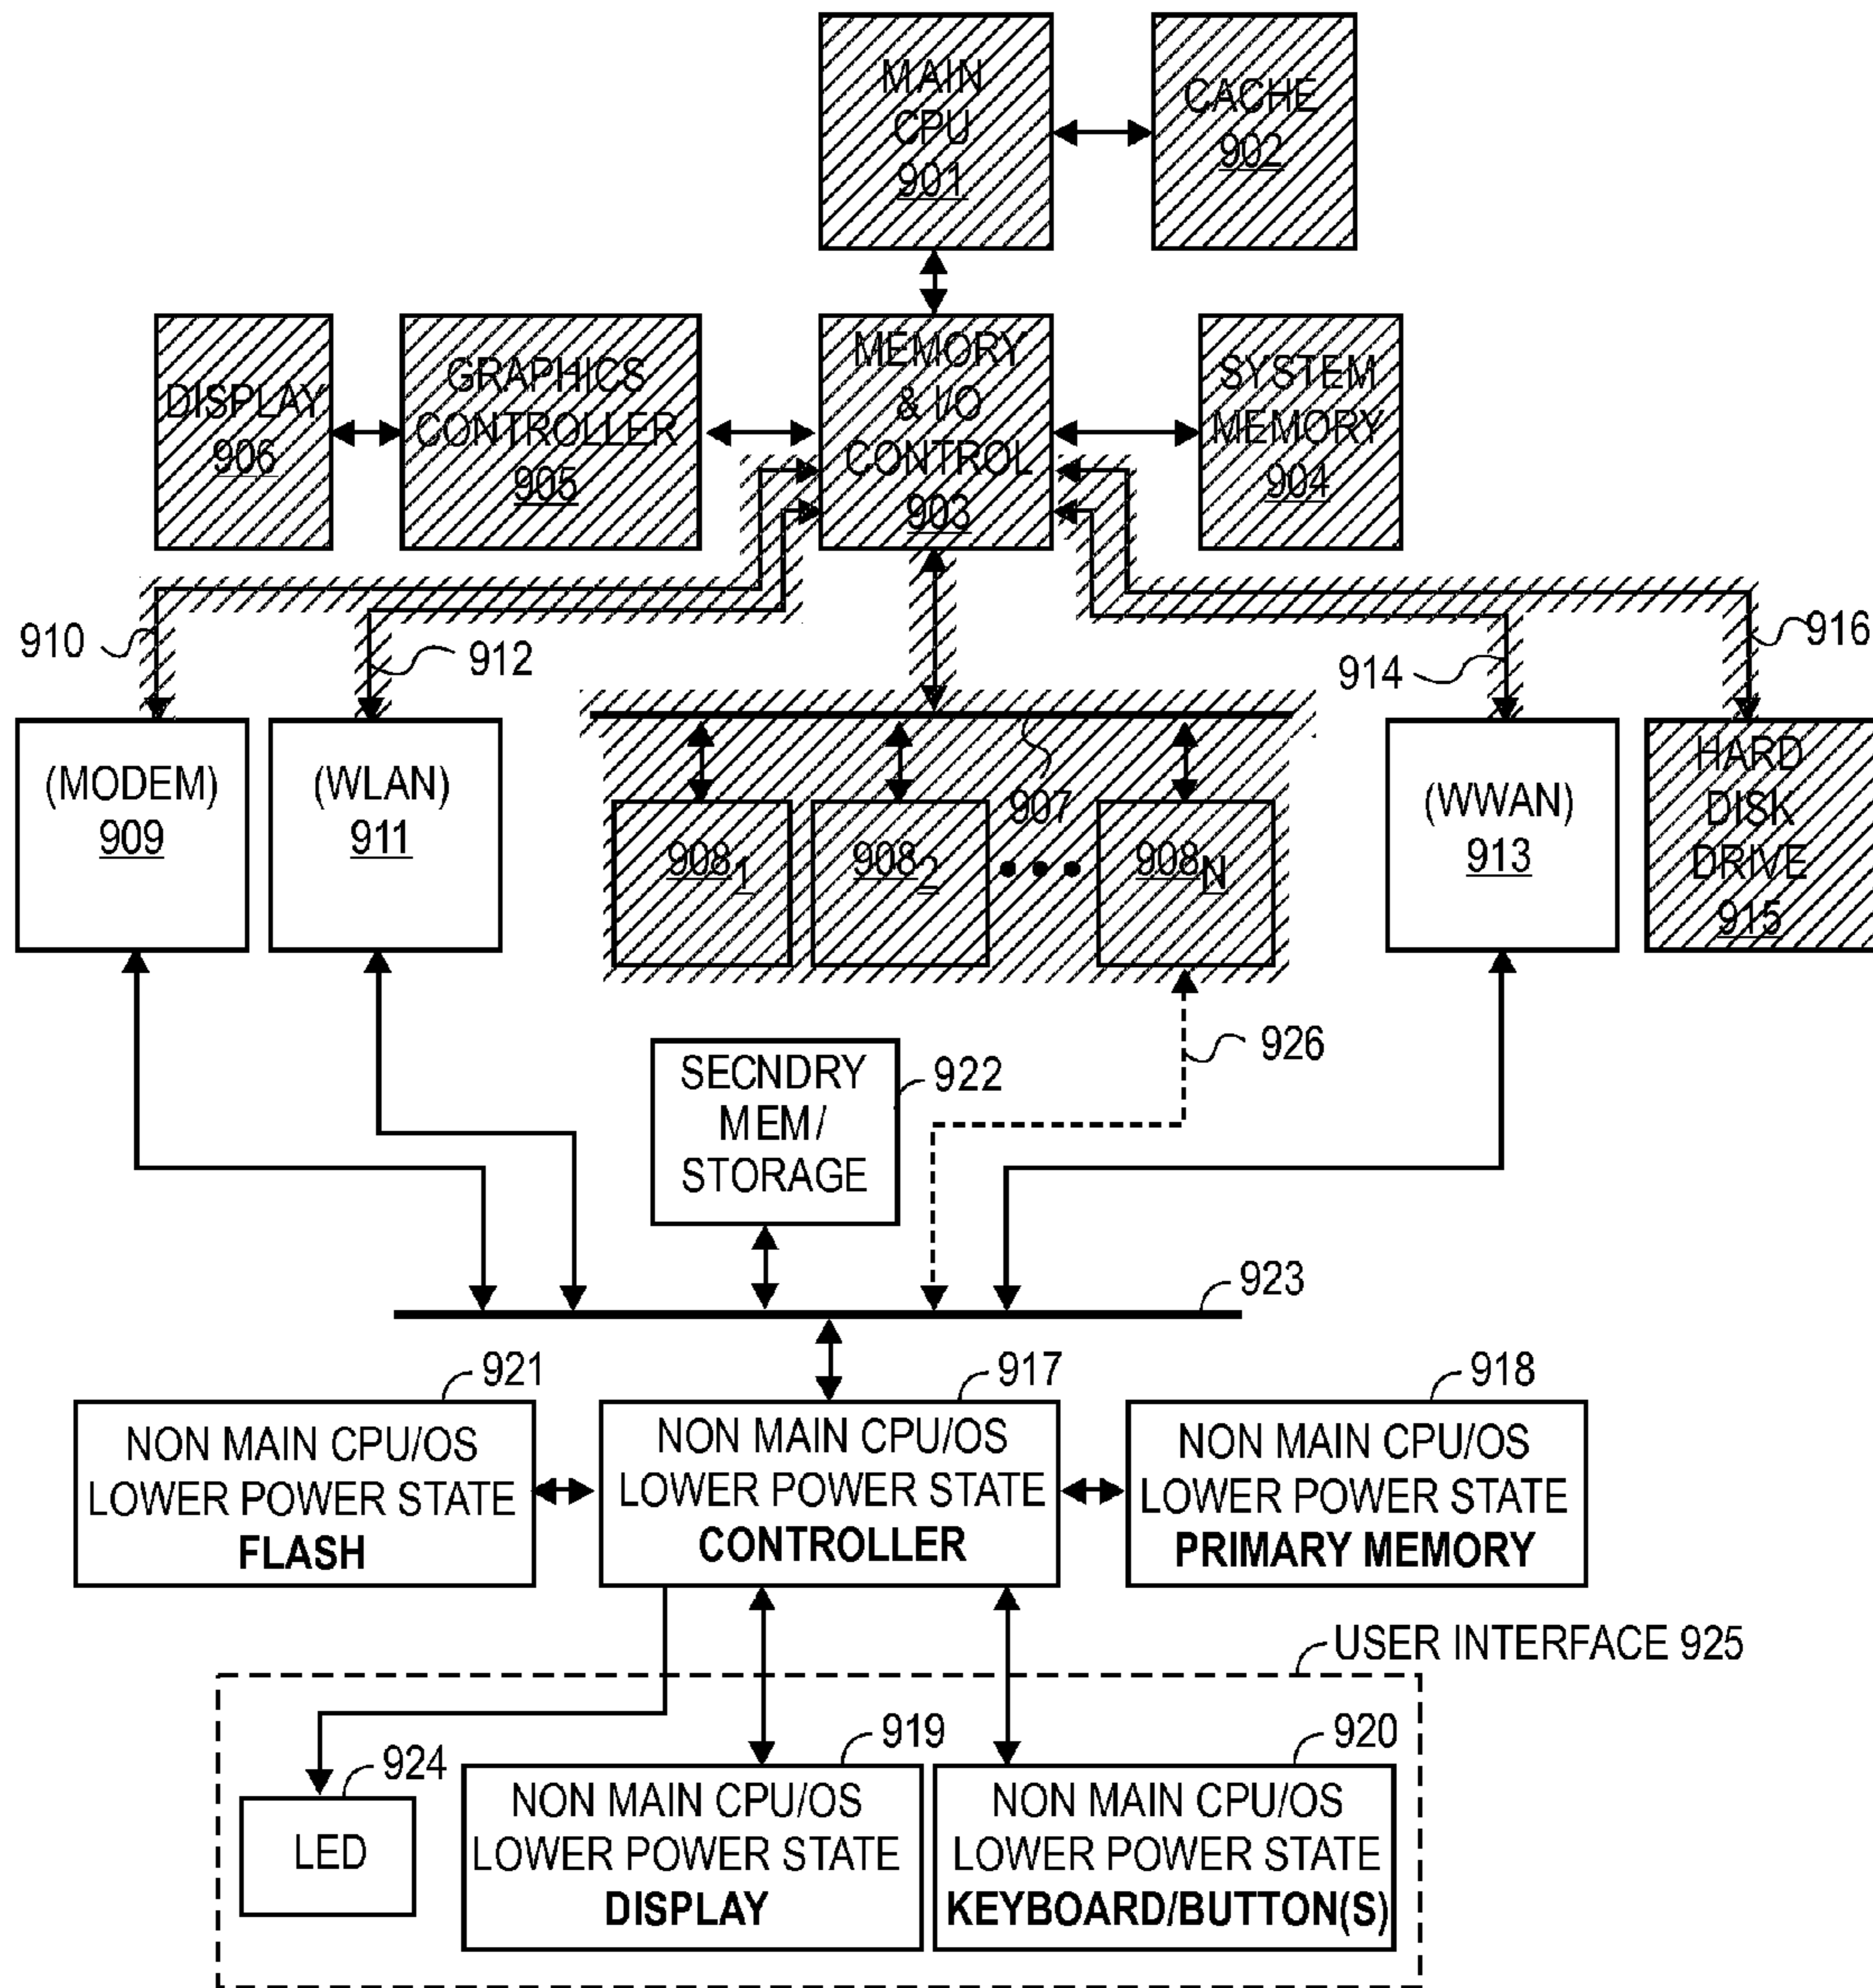 MAIN
CPU
901
CACHE
902
DISPLAY
906
GRAPHICS
CONTROLLER
905
MEMORY
& I/O
CONTROL
903
SYSTEM
MEMORY
904
910
912
914
916
(MODEM)
909
(WLAN)
911
907
908₁
908₂
908N
(WWAN)
913
HARD
DISK
DRIVE
915
926
SECNDRY
MEM/
STORAGE
922
923
921
NON MAIN CPU/OS
LOWER POWER STATE
FLASH
917
NON MAIN CPU/OS
LOWER POWER STATE
CONTROLLER
918
NON MAIN CPU/OS
LOWER POWER STATE
PRIMARY MEMORY
USER INTERFACE 925
924
LED
919
NON MAIN CPU/OS
LOWER POWER STATE
DISPLAY
920
NON MAIN CPU/OS
LOWER POWER STATE
KEYBOARD/BUTTON(S)